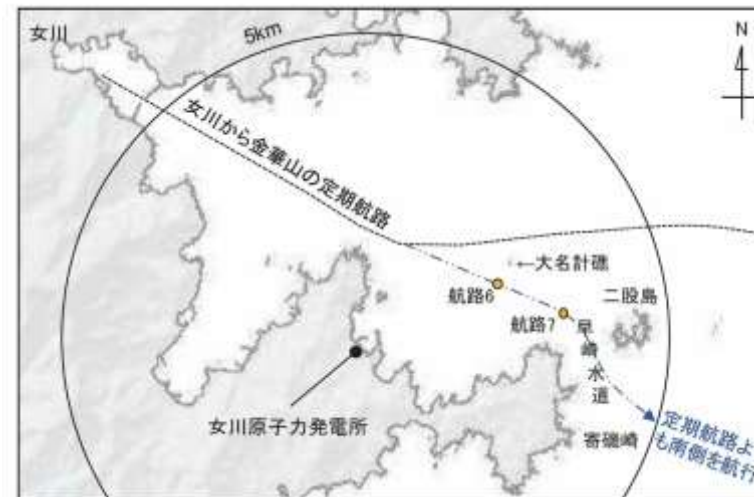 女川
5km
N
女川から金華山の定期航路
←大名計礁
航路6
二股島
航路7
早崎水道
女川原子力発電所
寄磯崎
定期航路よ
も南側を航行